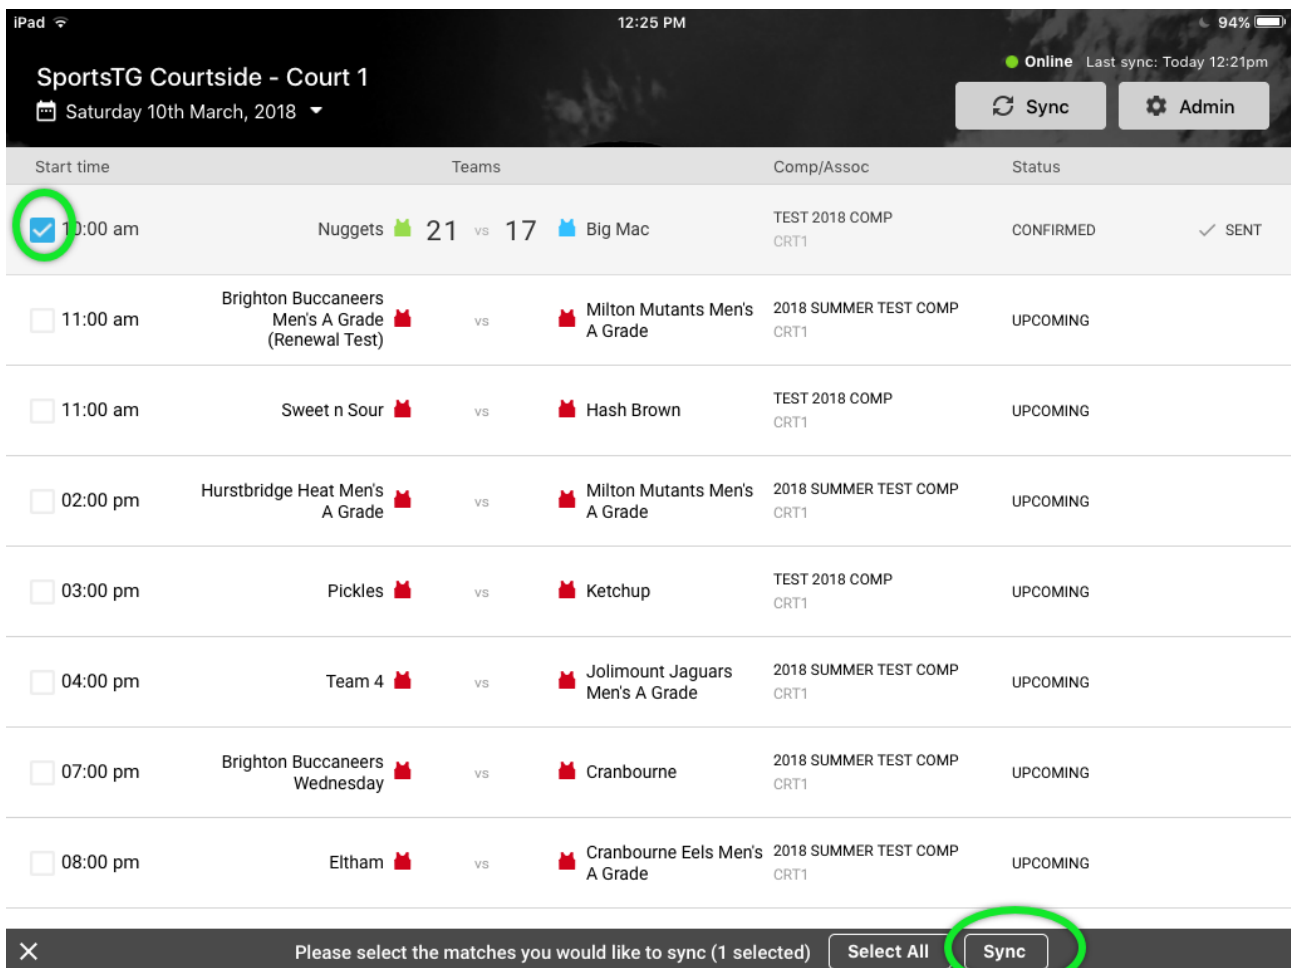 iPad 12:25 PM 94%
Online Last sync: Today 12:21pm
SportsTG Courtside - Court 1
Saturday 10th March, 2018
Sync Admin
Start time Teams Comp/Assoc Status
10:00 am Nuggets 21 vs 17 Big Mac TEST 2018 COMP CONFIRMED SENT
CRT1
Brighton Buccaneers
11:00 am Men's A Grade vs Milton Mutants Men's 2018 SUMMER TEST COMP UPCOMING
(Renewal Test) A Grade CRT1
11:00 am Sweet n Sour vs Hash Brown TEST 2018 COMP UPCOMING
CRT1
02:00 pm Hurstbridge Heat Men's vs Milton Mutants Men's 2018 SUMMER TEST COMP UPCOMING
A Grade A Grade CRT1
03:00 pm Pickles vs Ketchup TEST 2018 COMP UPCOMING
CRT1
04:00 pm Team 4 vs Jolimount Jaguars 2018 SUMMER TEST COMP UPCOMING
Men's A Grade CRT1
07:00 pm Brighton Buccaneers vs Cranbourne 2018 SUMMER TEST COMP UPCOMING
Wednesday CRT1
08:00 pm Eltham vs Cranbourne Eels Men's 2018 SUMMER TEST COMP UPCOMING
A Grade CRT1
Please select the matches you would like to sync (1 selected) Select All Sync